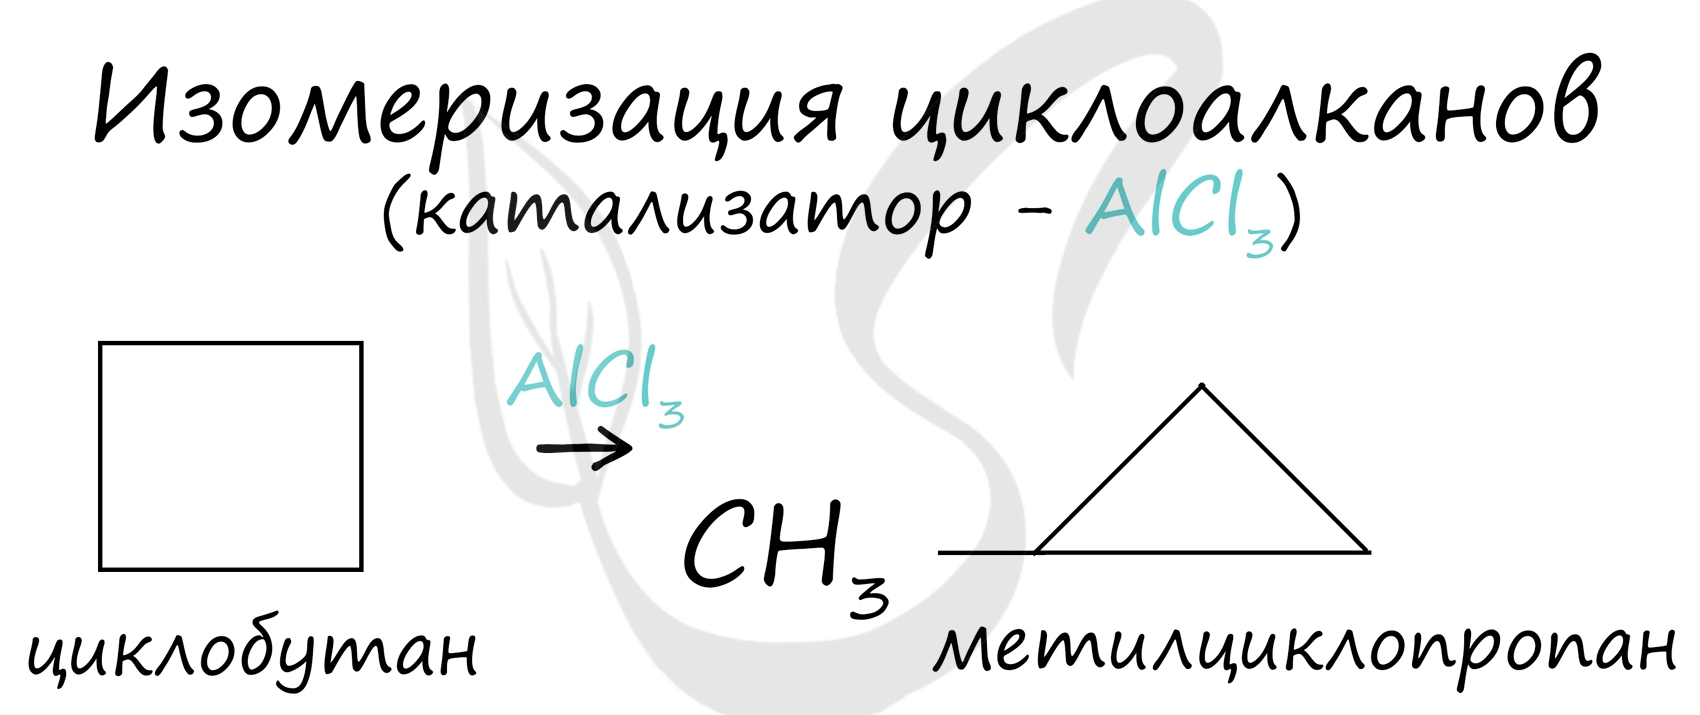 Изомеризация циклоалканов
(катализатор - AlCl₃)
AlCl₃
→
CH₃
циклобутан
метилциклопропан